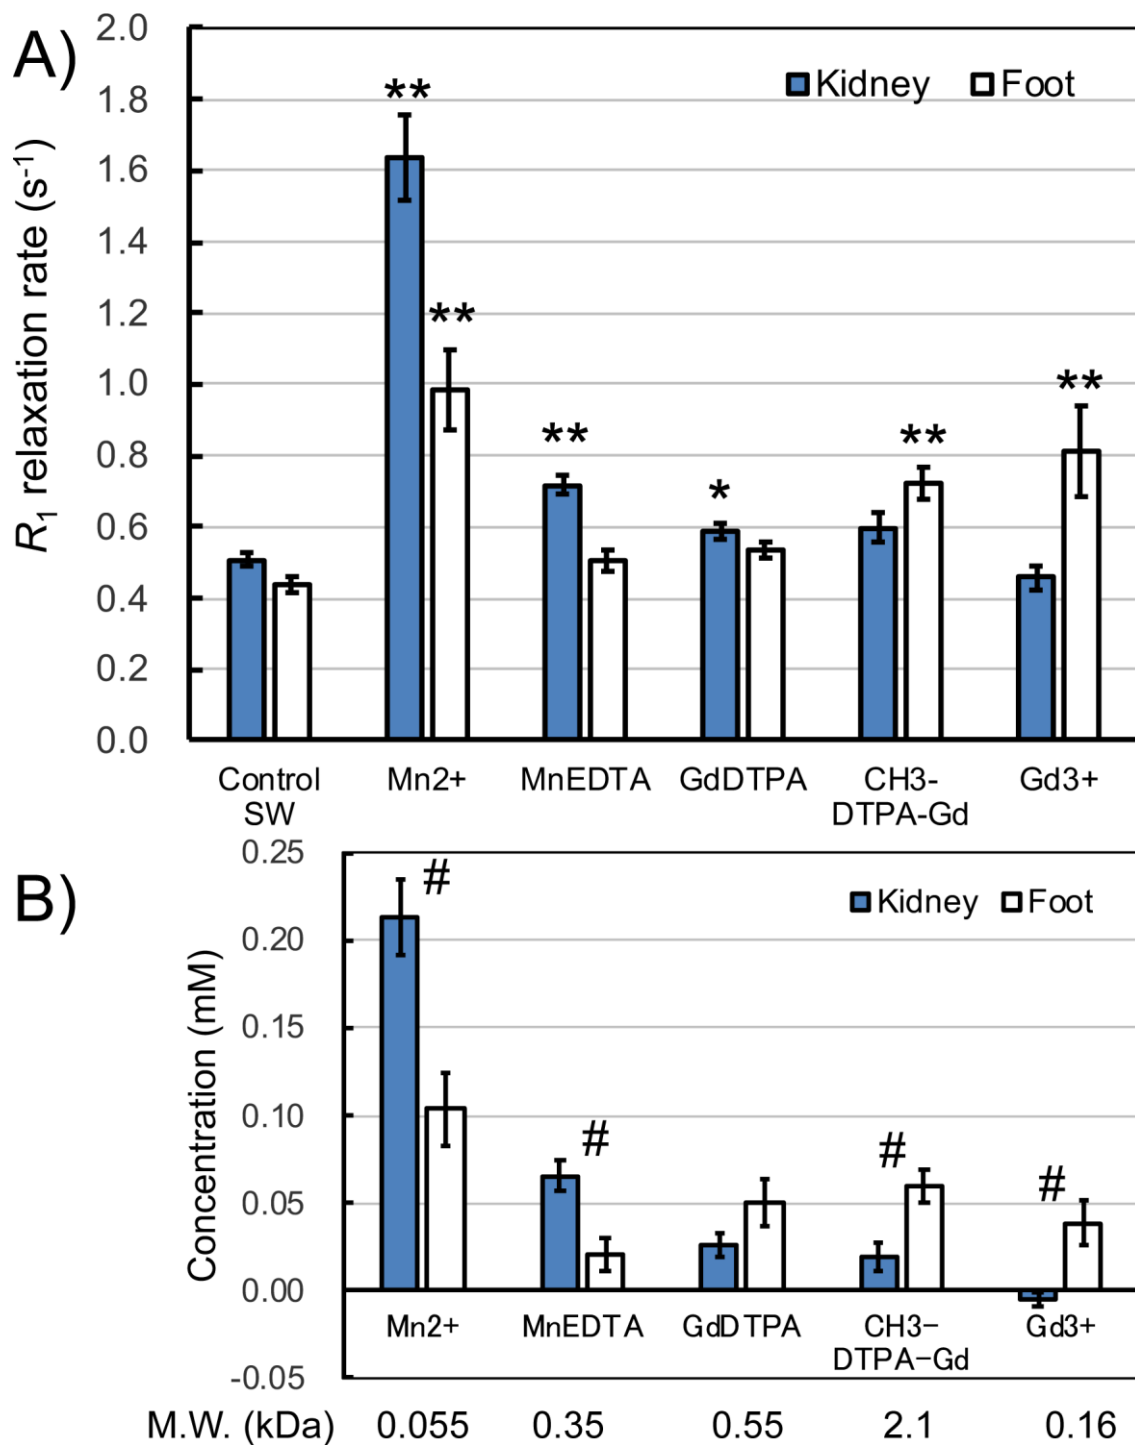 A)
R1 relaxation rate (s-1)
2.0
1.8
1.6
1.4
1.2
1.0
0.8
0.6
0.4
0.2
0.0
Kidney Foot
**
**
**
*
**
**
Control SW
Mn2+
MnEDTA
GdDTPA
CH3-
DTPA-Gd
Gd3+
B)
Concentration (mM)
0.25
0.20
0.15
0.10
0.05
0.00
-0.05
Kidney Foot
#
#
#
#
Mn2+
MnEDTA
GdDTPA
CH3-
DTPA-Gd
Gd3+
M.W. (kDa) 0.055 0.35 0.55 2.1 0.16